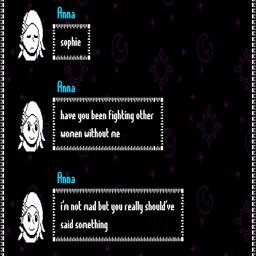 Anna
sophie
Anna
have you been fighting other
women without me
Anna
i'm not mad but you really should've
said something